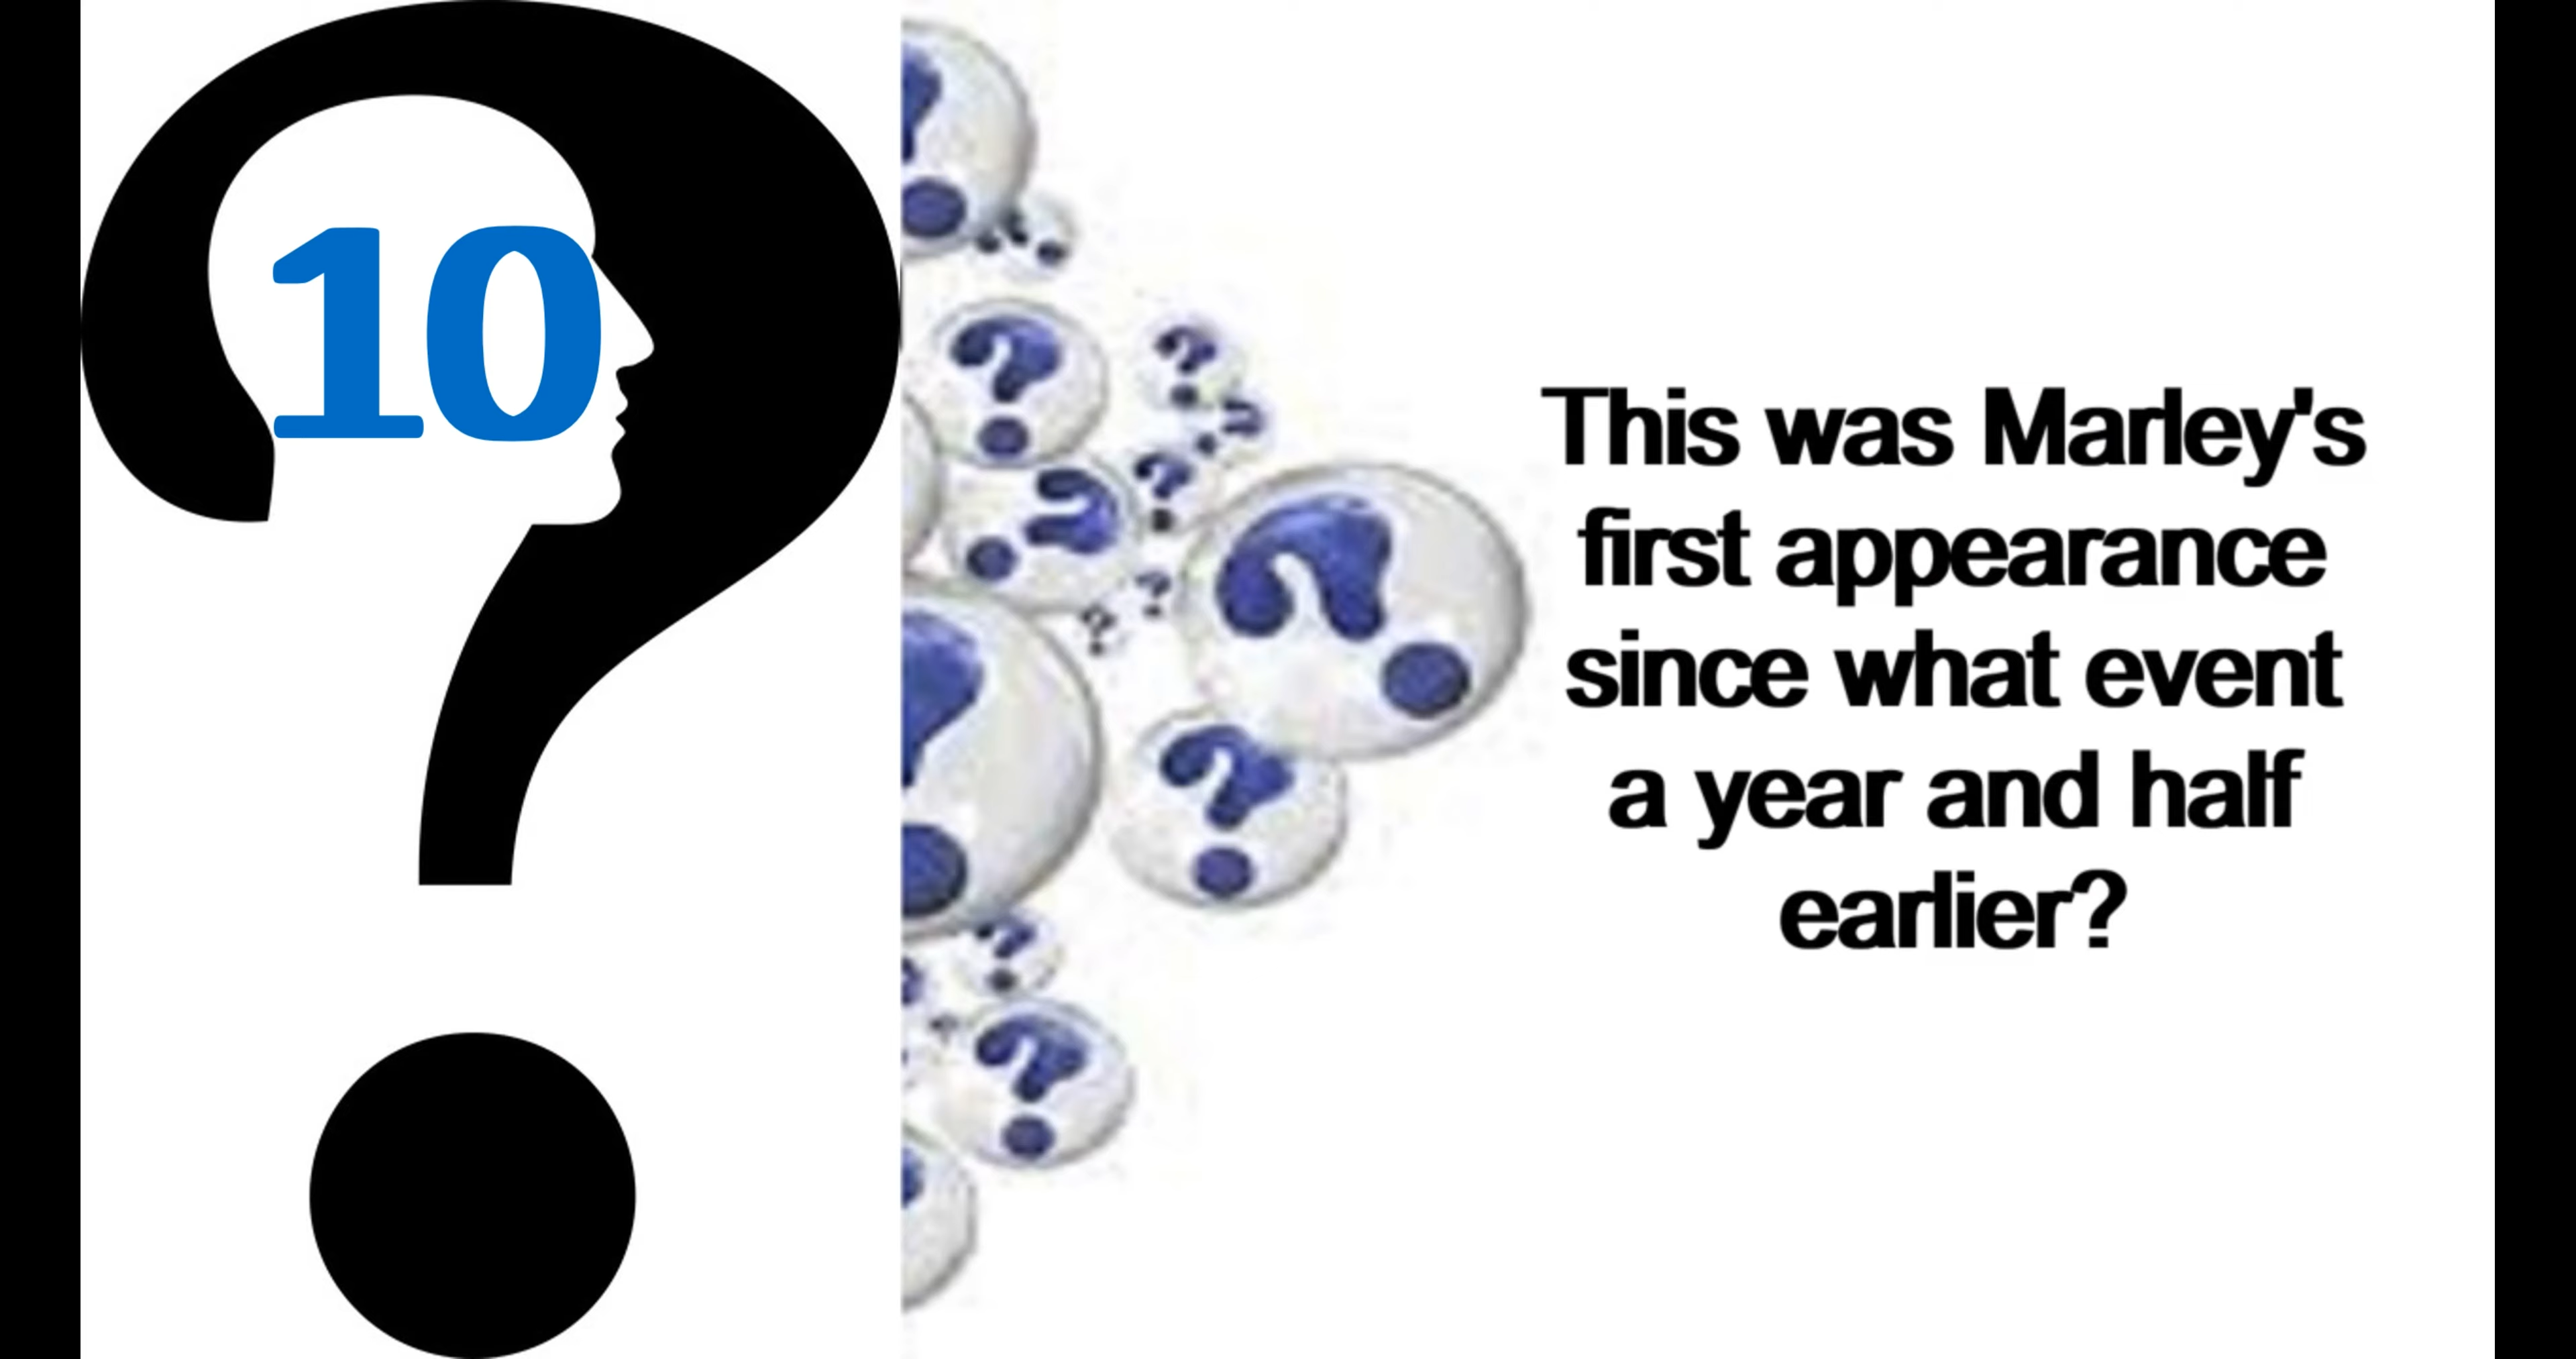 10
This was Marley's
first appearance
since what event
a year and half
earlier?